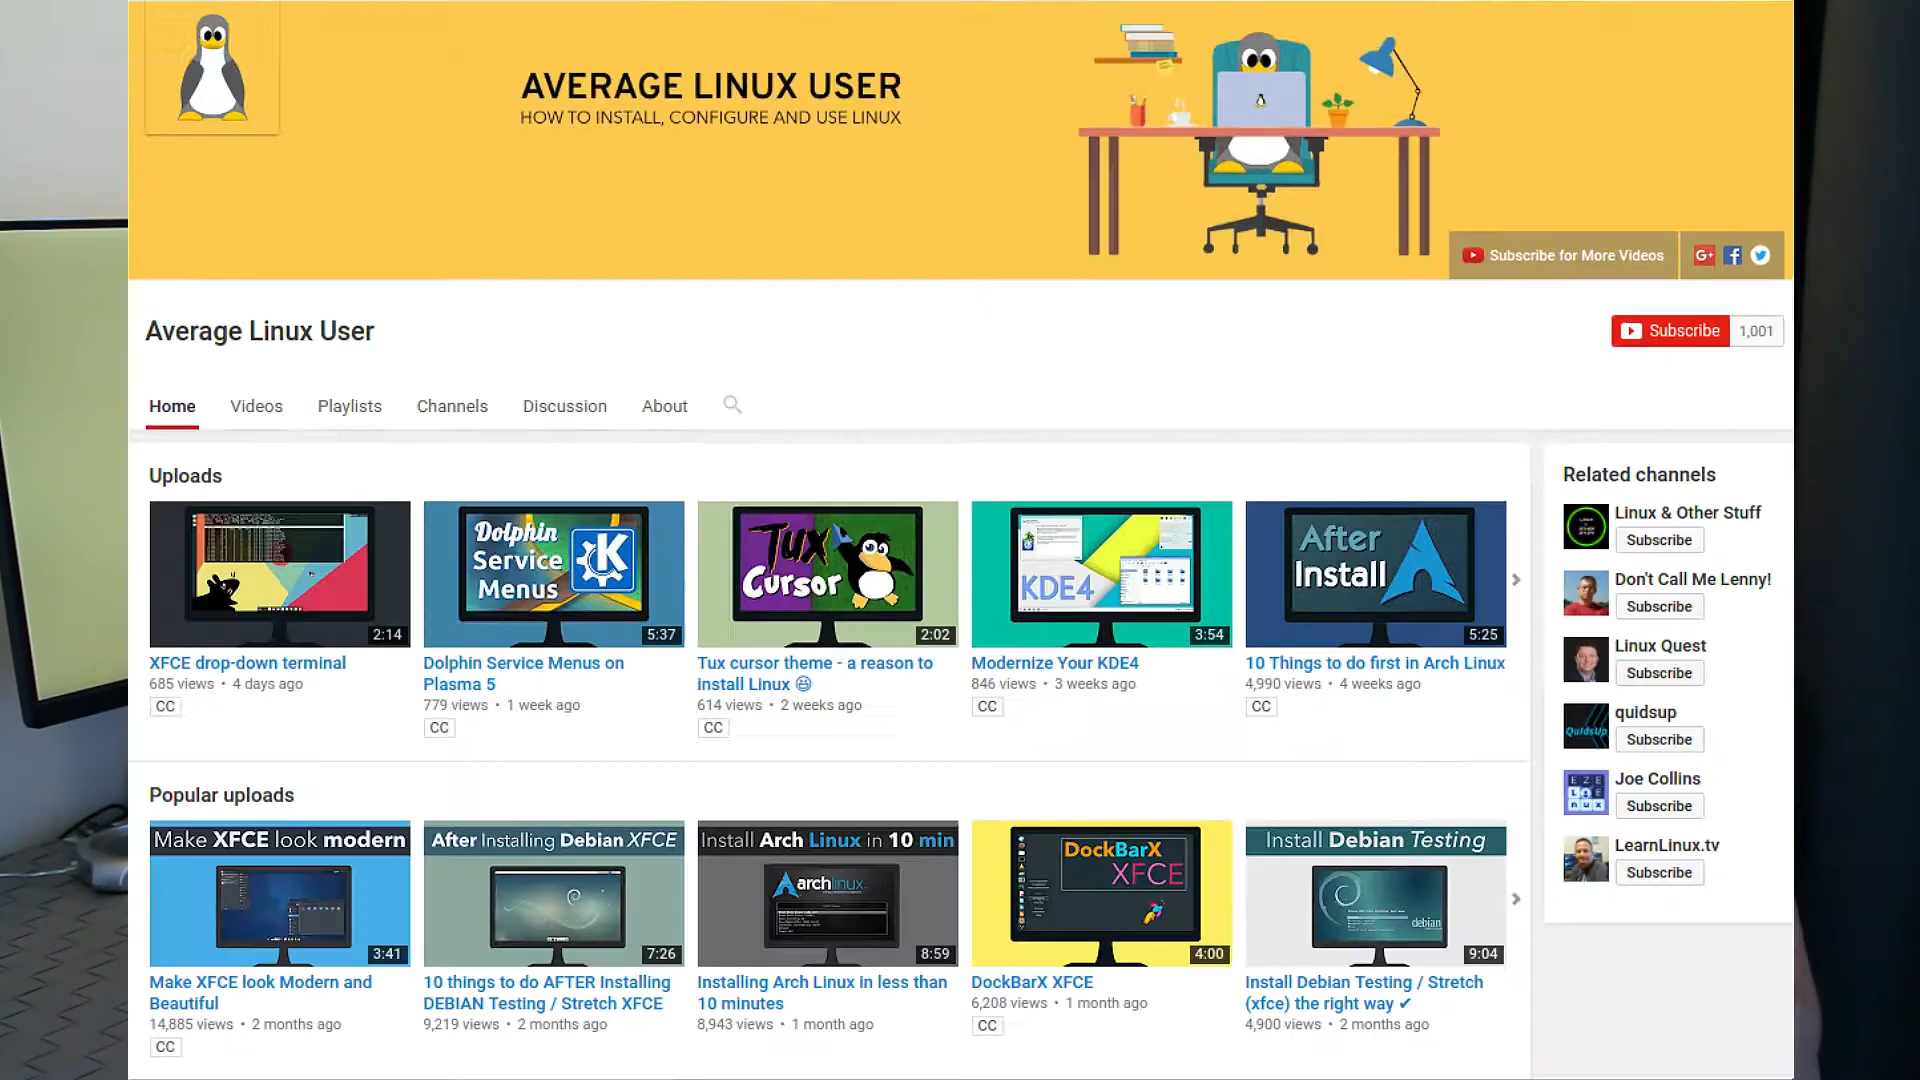 AVERAGE LINUX USER
HOW TO INSTALL, CONFIGURE AND USE LINUX
Subscribe for More Videos
G+ f
Average Linux User
Subscribe 1,001
Home Videos Playlists Channels Discussion About
Uploads
Dolphin
Service
Menus
K
Tux
Cursor
KDE4
After
Install
2:14
5:37
2:02
3:54
5:25
XFCE drop-down terminal
685 views • 4 days ago
CC
Dolphin Service Menus on
Plasma 5
779 views • 1 week ago
CC
Tux cursor theme - a reason to
install Linux 😆
614 views • 2 weeks ago
CC
Modernize Your KDE4
846 views • 3 weeks ago
CC
10 Things to do first in Arch Linux
4,990 views • 4 weeks ago
CC
Popular uploads
Make XFCE look modern
3:41
Make XFCE look Modern and
Beautiful
14,885 views • 2 months ago
CC
After Installing Debian XFCE
7:26
10 things to do AFTER Installing
DEBIAN Testing / Stretch XFCE
9,219 views • 2 months ago
Install Arch Linux in 10 min
archlinux
8:59
Installing Arch Linux in less than
10 minutes
8,943 views • 1 month ago
DockBarX
XFCE
4:00
DockBarX XFCE
6,208 views • 1 month ago
CC
Install Debian Testing
debian
9:04
Install Debian Testing / Stretch
(xfce) the right way ✔
4,900 views • 2 months ago
Related channels
Linux & Other Stuff
Subscribe
Don't Call Me Lenny!
Subscribe
Linux Quest
Subscribe
QuidsUp
quidsup
Subscribe
Joe Collins
Subscribe
LearnLinux.tv
Subscribe